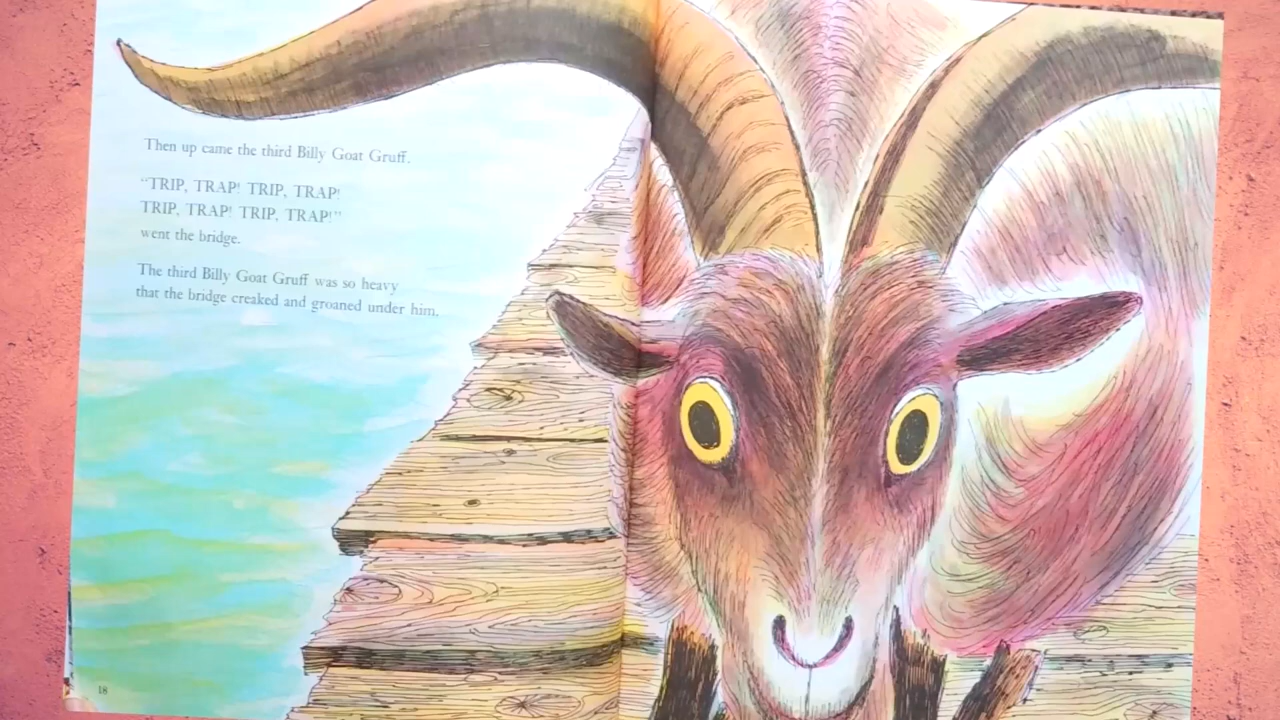 Then up came the third Billy Goat Gruff.
“TRIP, TRAP! TRIP, TRAP!
TRIP, TRAP! TRIP, TRAP!”
went the bridge.
The third Billy Goat Gruff was so heavy
that the bridge creaked and groaned under him.
18